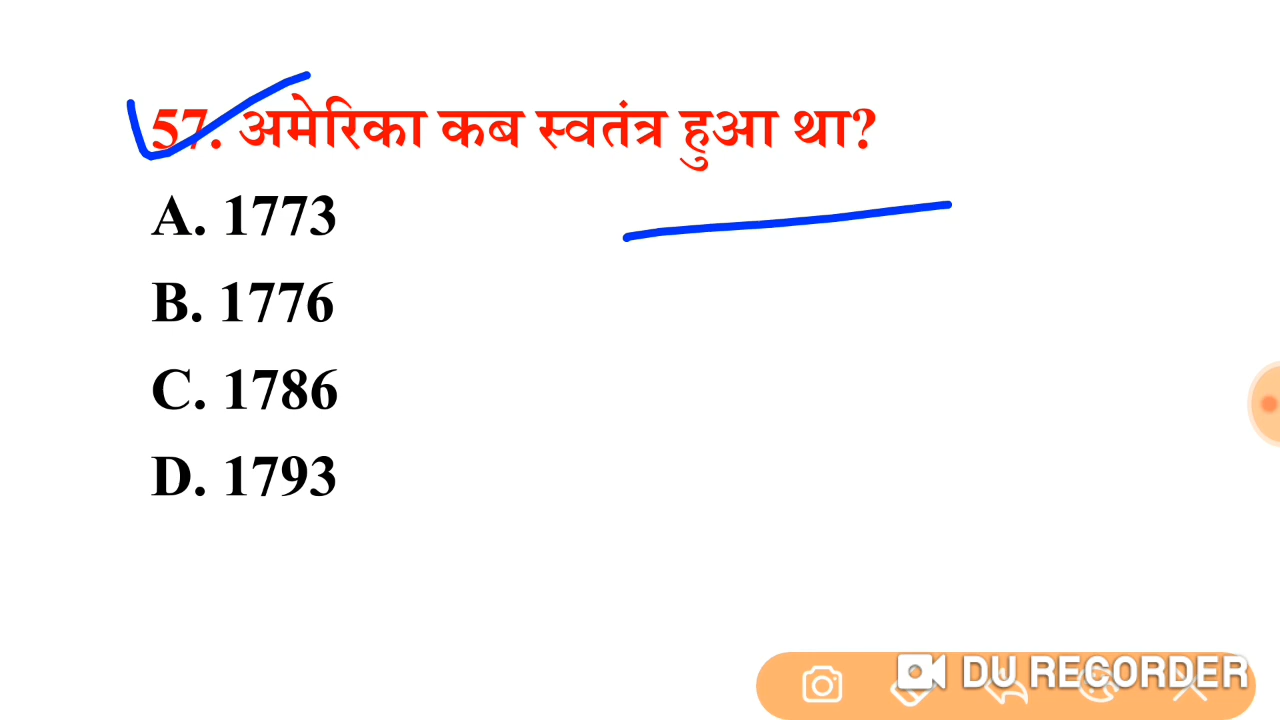 57. अमेरिका कब स्वतंत्र हुआ था?
A. 1773
B. 1776
C. 1786
D. 1793
DU RECORDER